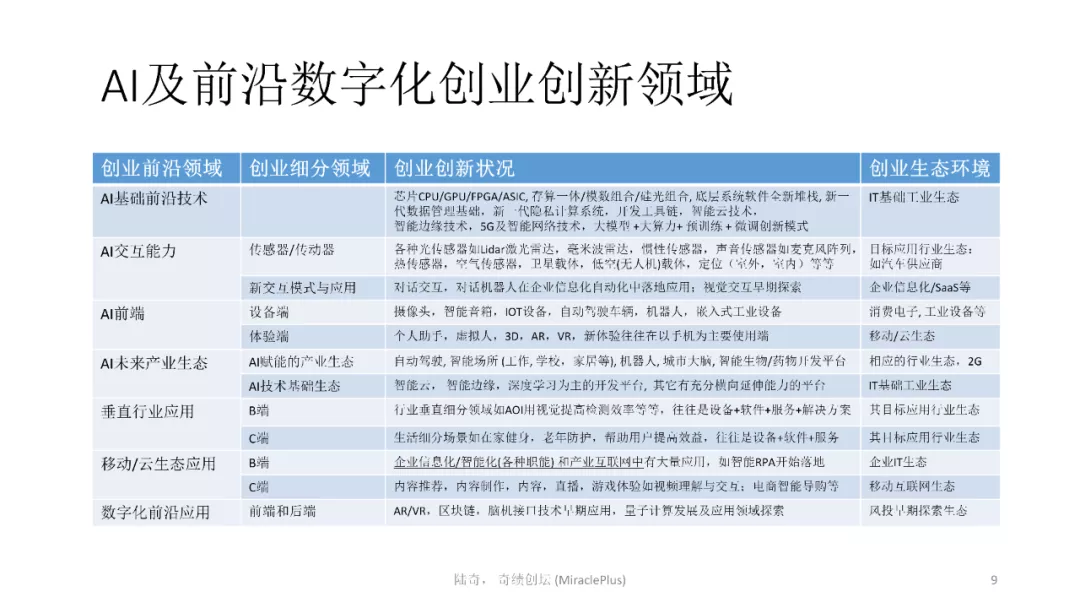 AI及前沿数字化创业创新领域
创业前沿领域 创业细分领域 创业创新状况 创业生态环境
AI基础前沿技术 芯片CPU/GPU/FPGA/ASIC, 存算一体/模数组合/硅光组合, 底层系统软件全新堆栈, 新一 IT基础工业生态
代数据管理基础，新一代隐私计算系统，开发工具链，智能云技术，
智能边缘技术，5G及智能网络技术，大模型 +大算力+ 预训练 + 微调创新模式
AI交互能力 传感器/传动器 各种光传感器如Lidar激光雷达，毫米波雷达，惯性传感器，声音传感器如麦克风阵列, 目标应用行业生态：
热传感器，空气传感器，卫星载体，低空(无人机)载体，定位（室外，室内）等等 如汽车供应商
新交互模式与应用 对话交互，对话机器人在企业信息化自动化中落地应用；视觉交互早期探索 企业信息化/SaaS等
AI前端 设备端 摄像头，智能音箱，IOT设备，自动驾驶车辆，机器人，嵌入式工业设备 消费电子, 工业设备等
体验端 个人助手，虚拟人，3D，AR，VR，新体验往往在以手机为主要使用端 移动/云生态
AI未来产业生态 AI赋能的产业生态 自动驾驶, 智能场所 (工作, 学校，家居等), 机器人, 城市大脑, 智能生物/药物开发平台 相应的行业生态，2G
AI技术基础生态 智能云， 智能边缘，深度学习为主的开发平台, 其它有充分横向延伸能力的平台 IT基础工业生态
垂直行业应用 B端 行业垂直细分领域如AOI用视觉提高检测效率等等，往往是设备+软件+服务+解决方案 其目标应用行业生态
C端 生活细分场景如在家健身，老年防护，帮助用户提高效益，往往是设备+软件+服务 其目标应用行业生态
移动/云生态应用 B端 企业信息化/智能化(各种职能) 和产业互联网中有大量应用，如智能RPA开始落地 企业IT生态
C端 内容推荐，内容制作，内容，直播，游戏体验如视频理解与交互；电商智能导购等 移动互联网生态
数字化前沿应用 前端和后端 AR/VR，区块链，脑机接口技术早期应用，量子计算发展及应用领域探索 风投早期探索生态
陆奇， 奇绩创坛 (MiraclePlus)
9